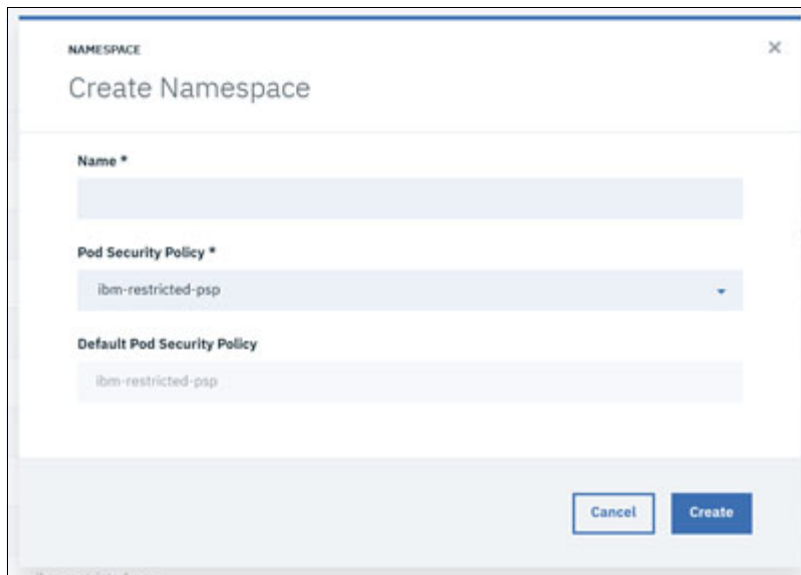 NAMESPACE
Create Namespace
Name *
Pod Security Policy *
ibm-restricted-psp
Default Pod Security Policy
ibm-restricted-psp
Cancel
Create